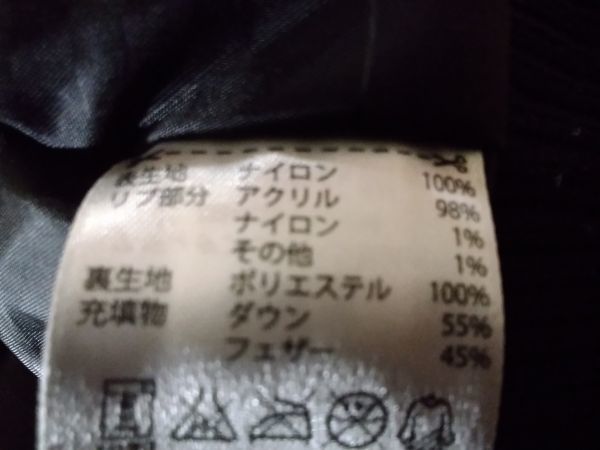 表生地 ナイロン 100%
リブ部分 アクリル 98%
ナイロン 1%
その他 1%
裏生地 ポリエステル 100%
充填物 ダウン 55%
フェザー 45%